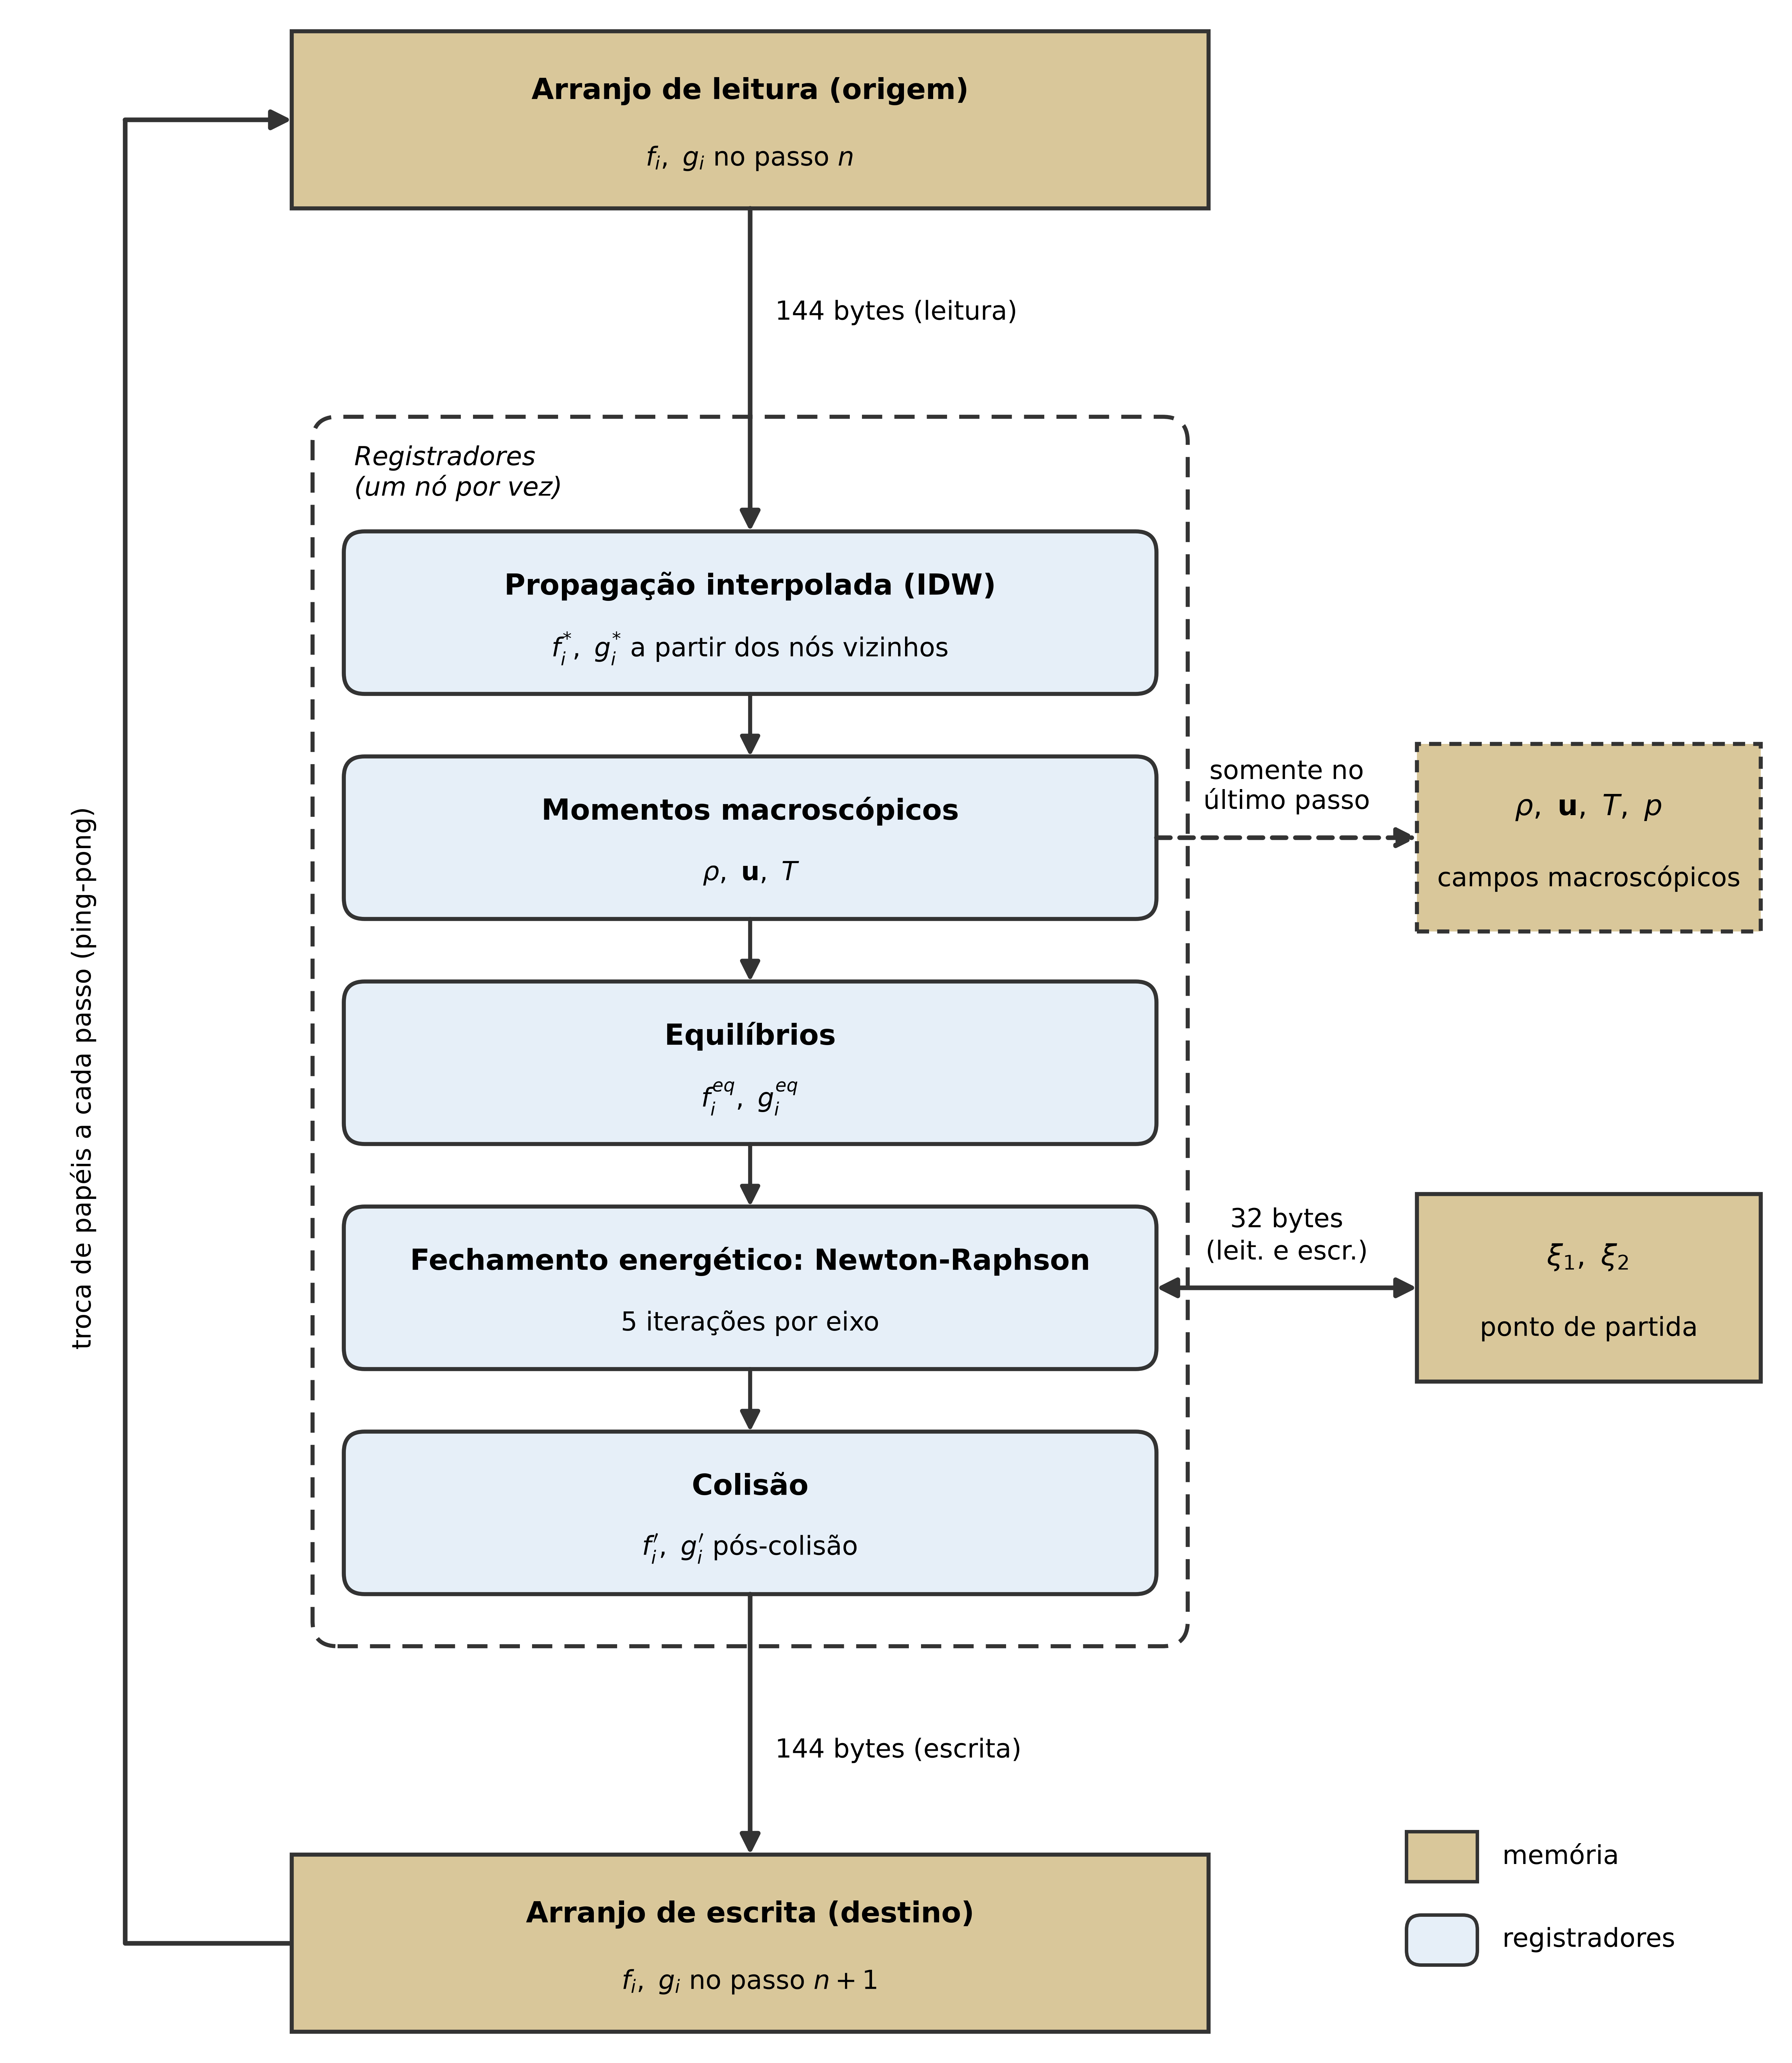 Arranjo de leitura (origem)
fᵢ, gᵢ no passo n
144 bytes (leitura)
Registradores
(um nó por vez)
Propagação interpolada (IDW)
fᵢ*, gᵢ* a partir dos nós vizinhos
Momentos macroscópicos
ρ, u, T
somente no
último passo
ρ, u, T, p
campos macroscópicos
Equilíbrios
fᵢ^eq, gᵢ^eq
troca de papéis a cada passo (ping-pong)
Fechamento energético: Newton-Raphson
5 iterações por eixo
32 bytes
(leit. e escr.)
ξ₁, ξ₂
ponto de partida
Colisão
fᵢ′, gᵢ′ pós-colisão
144 bytes (escrita)
Arranjo de escrita (destino)
fᵢ, gᵢ no passo n + 1
memória
registradores